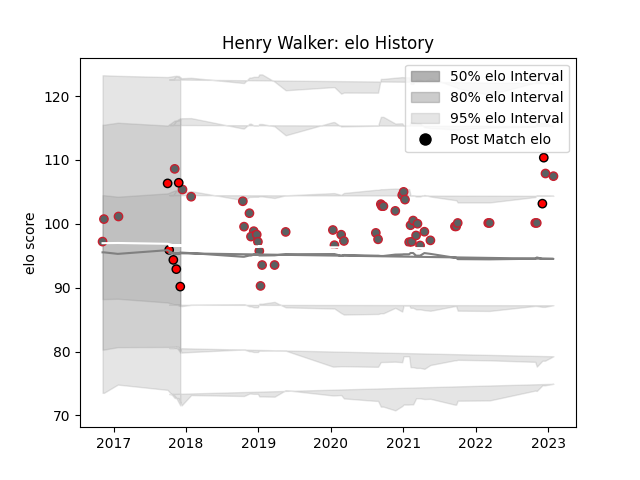 Henry Walker: elo History
50% elo Interval
80% elo Interval
95% elo Interval
Post Match elo
elo score
120
110
100
90
80
70
2017 2018 2019 2020 2021 2022 2023